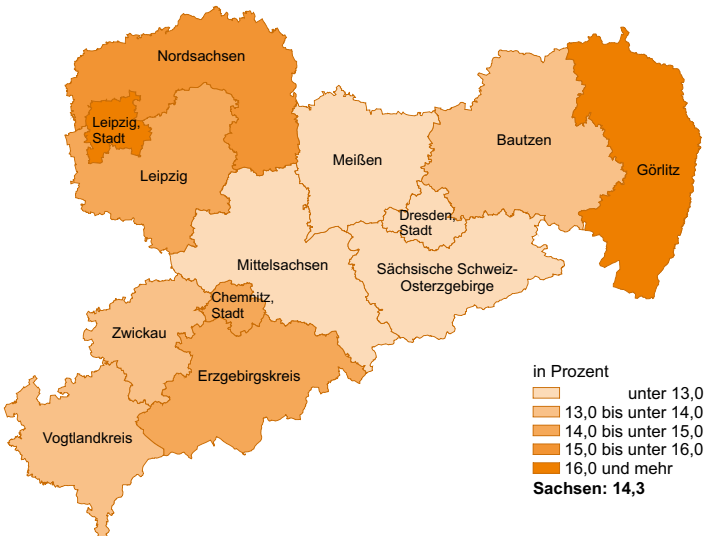 Nordsachsen
Leipzig,
Stadt
Leipzig
Meißen
Bautzen
Görlitz
Dresden,
Stadt
Mittelsachsen
Sächsische Schweiz-
Osterzgebirge
Chemnitz,
Stadt
Zwickau
Erzgebirgskreis
Vogtlandkreis
in Prozent
unter 13,0
13,0 bis unter 14,0
14,0 bis unter 15,0
15,0 bis unter 16,0
16,0 und mehr
Sachsen: 14,3